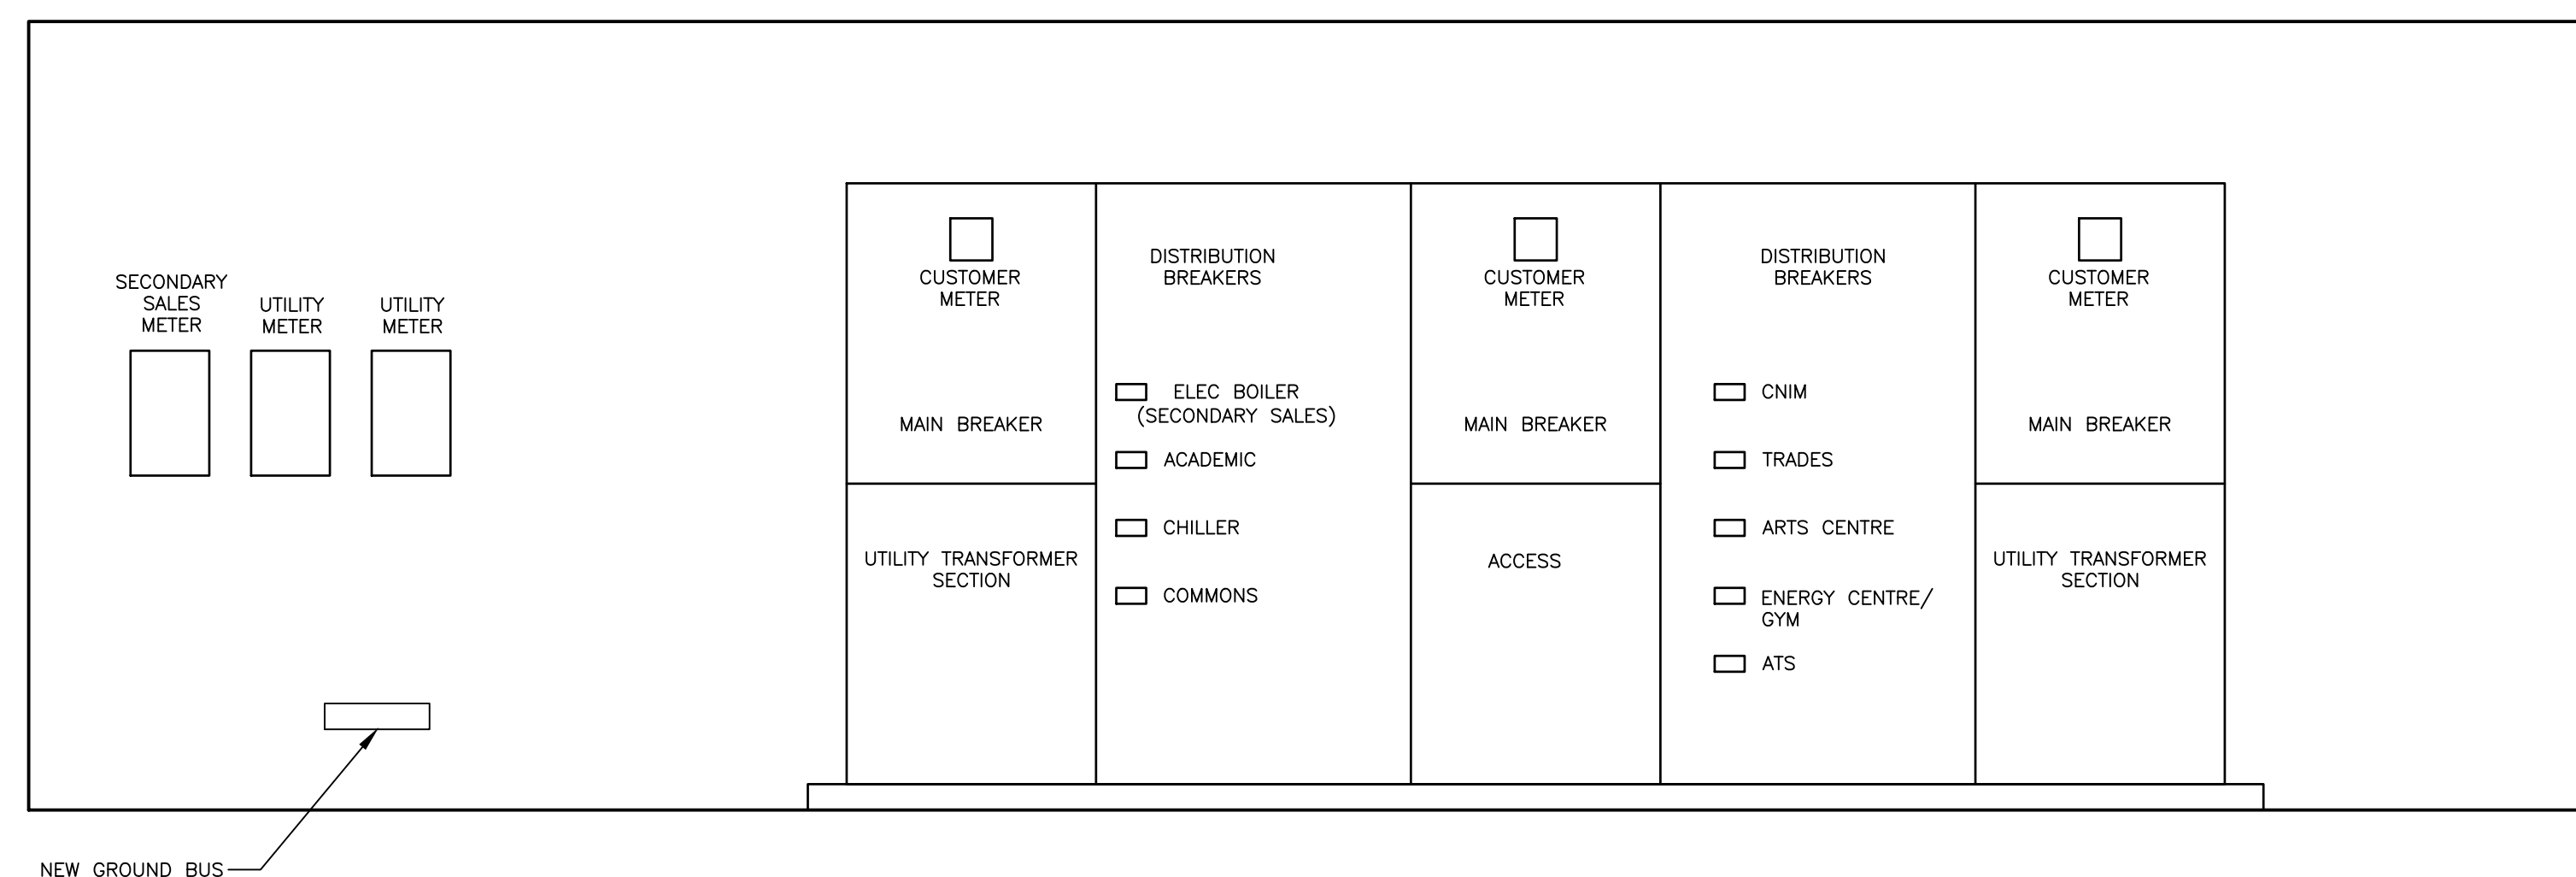 SECONDARY
SALES
METER
UTILITY
METER
UTILITY
METER
NEW GROUND BUS
CUSTOMER
METER
MAIN BREAKER
UTILITY TRANSFORMER
SECTION
DISTRIBUTION
BREAKERS
ELEC BOILER
(SECONDARY SALES)
ACADEMIC
CHILLER
COMMONS
CUSTOMER
METER
MAIN BREAKER
ACCESS
DISTRIBUTION
BREAKERS
CNIM
TRADES
ARTS CENTRE
ENERGY CENTRE/
GYM
ATS
CUSTOMER
METER
MAIN BREAKER
UTILITY TRANSFORMER
SECTION